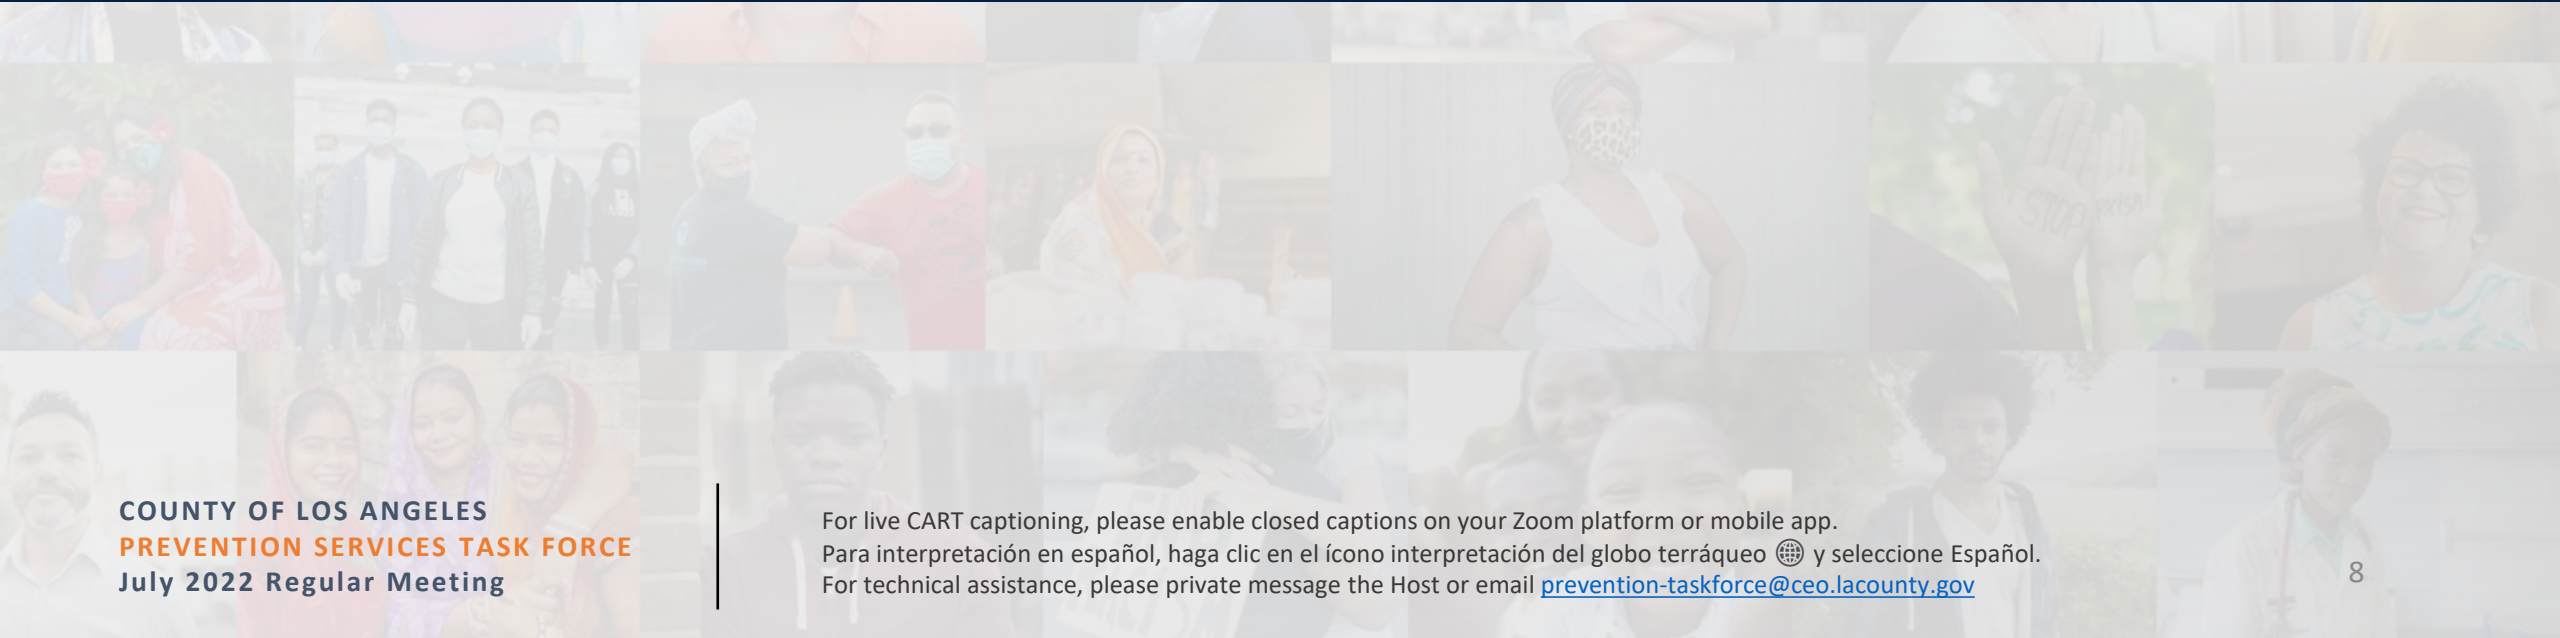 STOP racism
COUNTY OF LOS ANGELES
PREVENTION SERVICES TASK FORCE
July 2022 Regular Meeting
For live CART captioning, please enable closed captions on your Zoom platform or mobile app.
Para interpretación en español, haga clic en el ícono interpretación del globo terráqueo y seleccione Español.
For technical assistance, please private message the Host or email prevention-taskforce@ceo.lacounty.gov
8